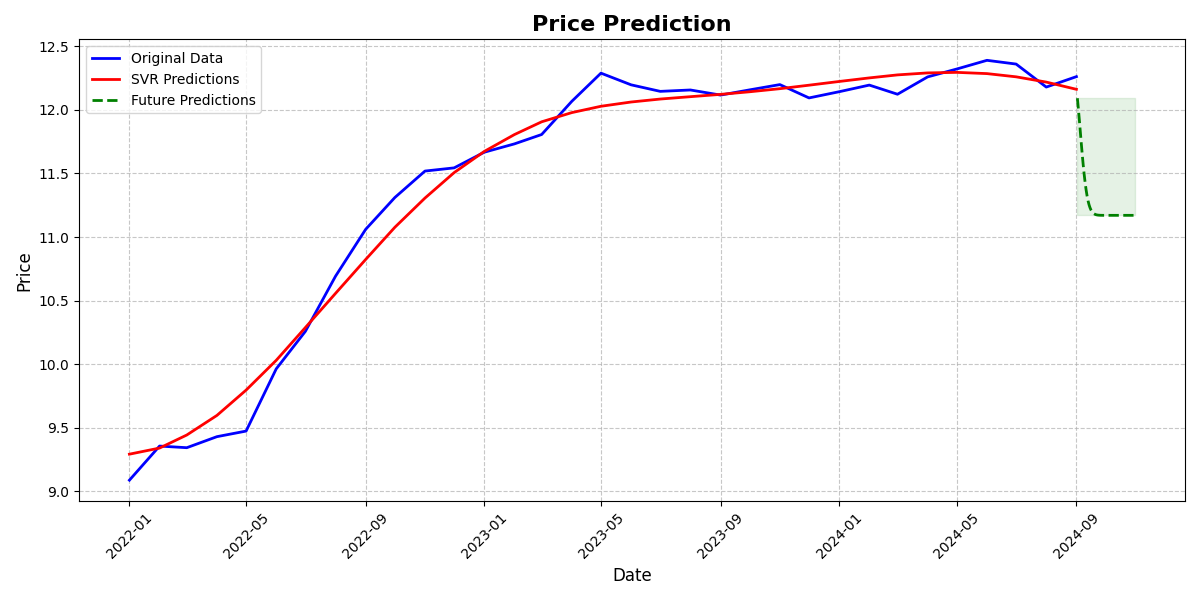 Price Prediction
Original Data
SVR Predictions
Future Predictions
Price
12.5
12.0
11.5
11.0
10.5
10.0
9.5
9.0
2022-01
2022-05
2022-09
2023-01
2023-05
2023-09
2024-01
2024-05
2024-09
Date